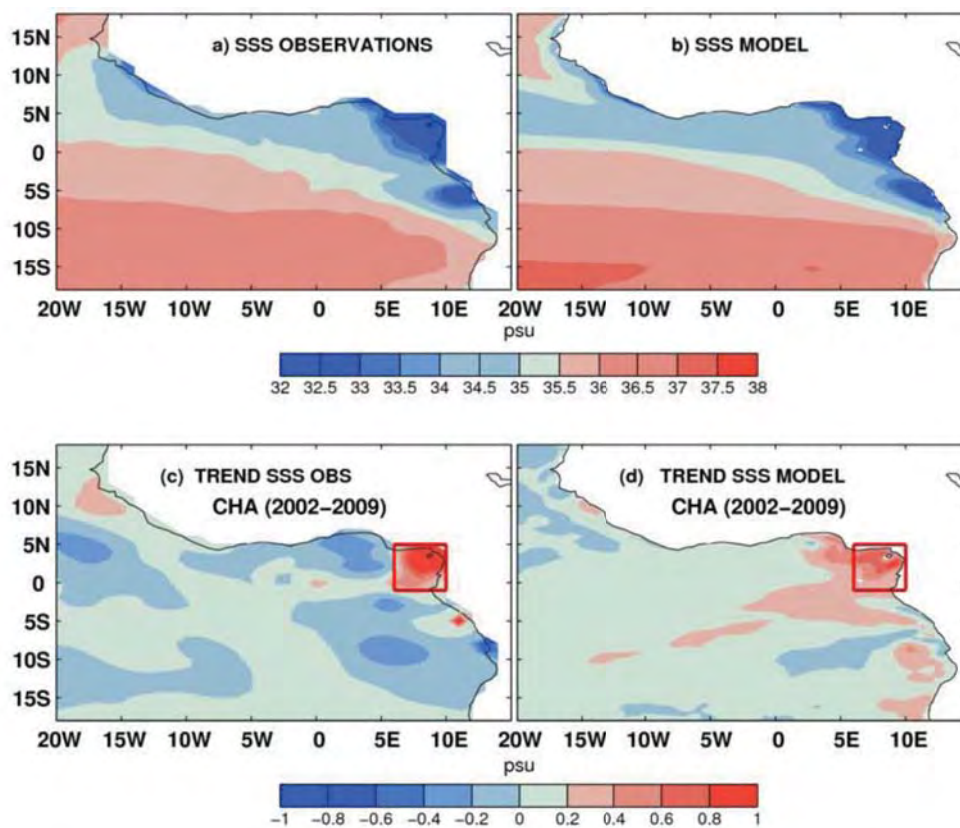 a) SSS OBSERVATIONS
b) SSS MODEL
15N
10N
5N
0
5S
10S
15S
20W 15W 10W 5W 0 5E 10E 20W 15W 10W 5W 0 5E 10E
psu
32 32.5 33 33.5 34 34.5 35 35.5 36 36.5 37 37.5 38
(c) TREND SSS OBS
CHA (2002-2009)
(d) TREND SSS MODEL
CHA (2002-2009)
15N
10N
5N
0
5S
10S
15S
20W 15W 10W 5W 0 5E 10E 20W 15W 10W 5W 0 5E 10E
psu
-1 -0.8 -0.6 -0.4 -0.2 0 0.2 0.4 0.6 0.8 1